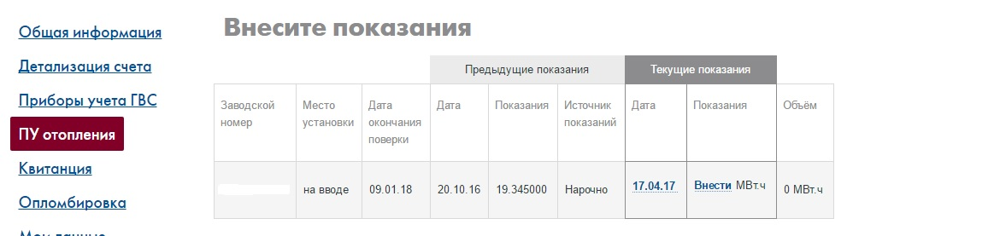 Общая информация
Детализация счета
Приборы учета ГВС
ПУ отопления
Квитанция
Опломбировка
Мои данные
Внесите показания
Предыдущие показания Текущие показания
Заводской номер Место установки Дата окончания поверки Дата Показания Источник показаний Дата Показания Объём
на вводе 09.01.18 20.10.16 19.345000 Нарочно 17.04.17 Внести МВт.ч 0 МВт.ч